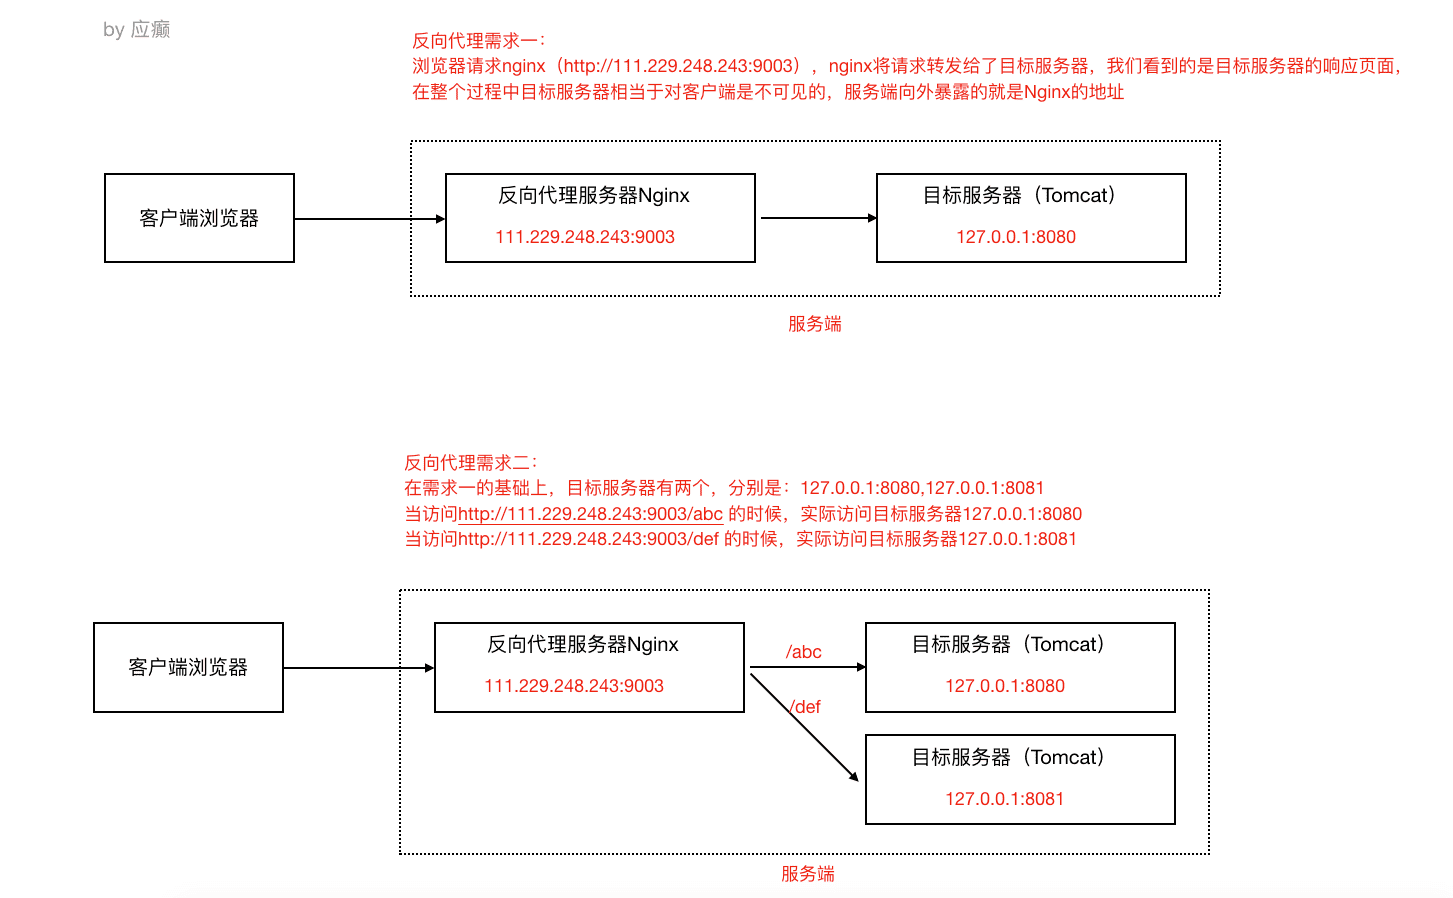 by 应癫
反向代理需求一：
浏览器请求nginx（http://111.229.248.243:9003），nginx将请求转发给了目标服务器，我们看到的是目标服务器的响应页面，
在整个过程中目标服务器相当于对客户端是不可见的，服务端向外暴露的就是Nginx的地址
客户端浏览器
反向代理服务器Nginx
111.229.248.243:9003
目标服务器（Tomcat）
127.0.0.1:8080
服务端
反向代理需求二：
在需求一的基础上，目标服务器有两个，分别是：127.0.0.1:8080,127.0.0.1:8081
当访问http://111.229.248.243:9003/abc 的时候，实际访问目标服务器127.0.0.1:8080
当访问http://111.229.248.243:9003/def 的时候，实际访问目标服务器127.0.0.1:8081
客户端浏览器
反向代理服务器Nginx
111.229.248.243:9003
/abc
目标服务器（Tomcat）
127.0.0.1:8080
/def
目标服务器（Tomcat）
127.0.0.1:8081
服务端